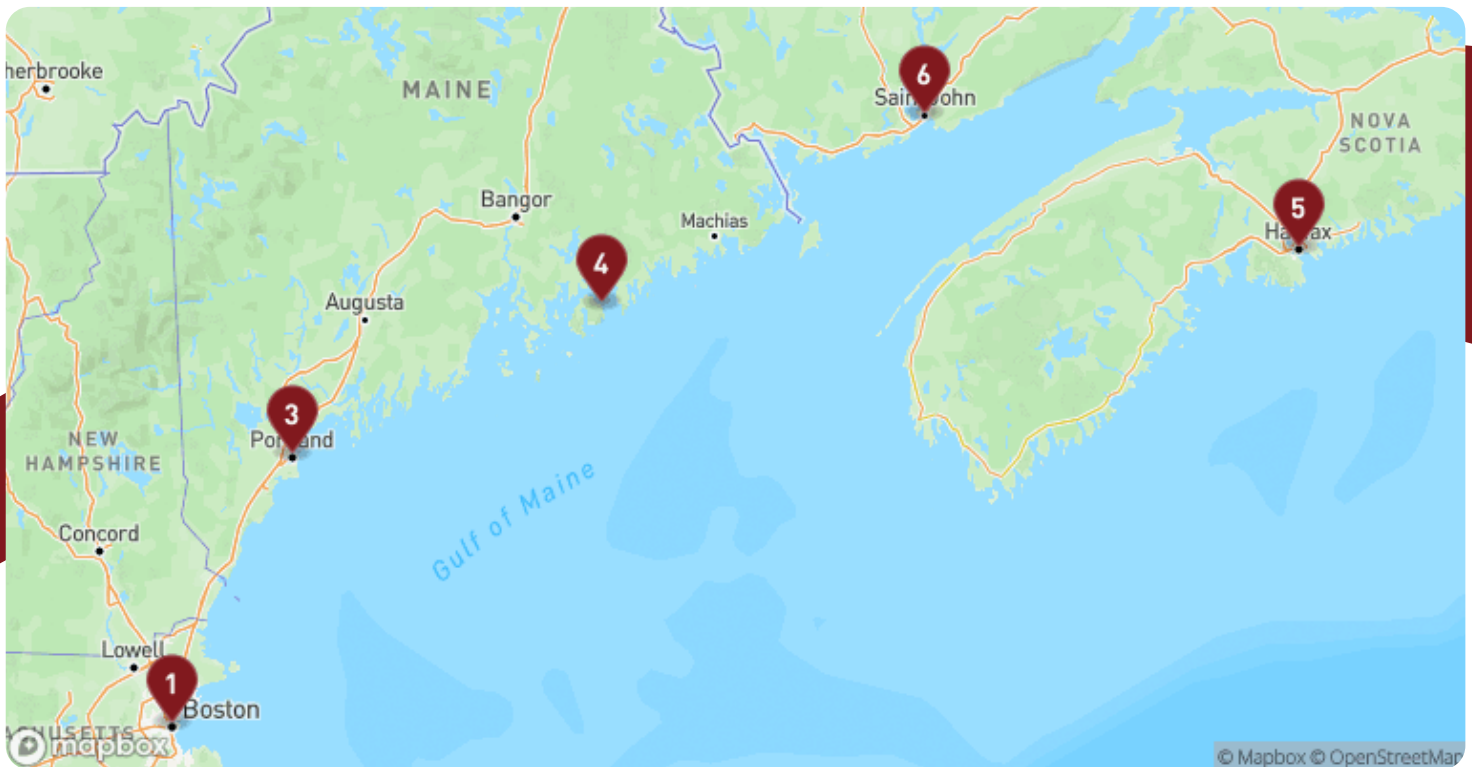 herbrooke
MAINE
6
Saint John
NOVA
SCOTIA
Bangor
Machias
5
Halifax
4
Augusta
3
Portland
NEW
HAMPSHIRE
Gulf of Maine
Concord
Lowell
1
Boston
ACHUSETTS
mapbox
© Mapbox © OpenStreetMap